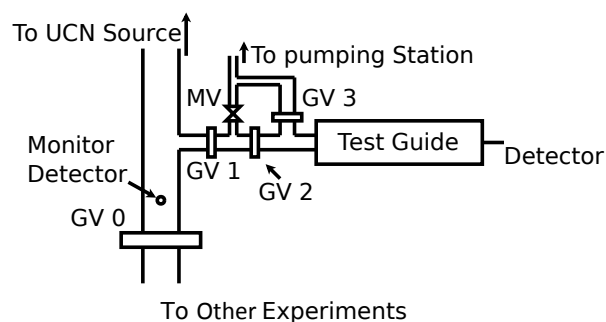 To UCN Source
To pumping Station
MV
GV 3
Monitor
Detector
Test Guide
Detector
GV 1
GV 2
GV 0
To Other Experiments